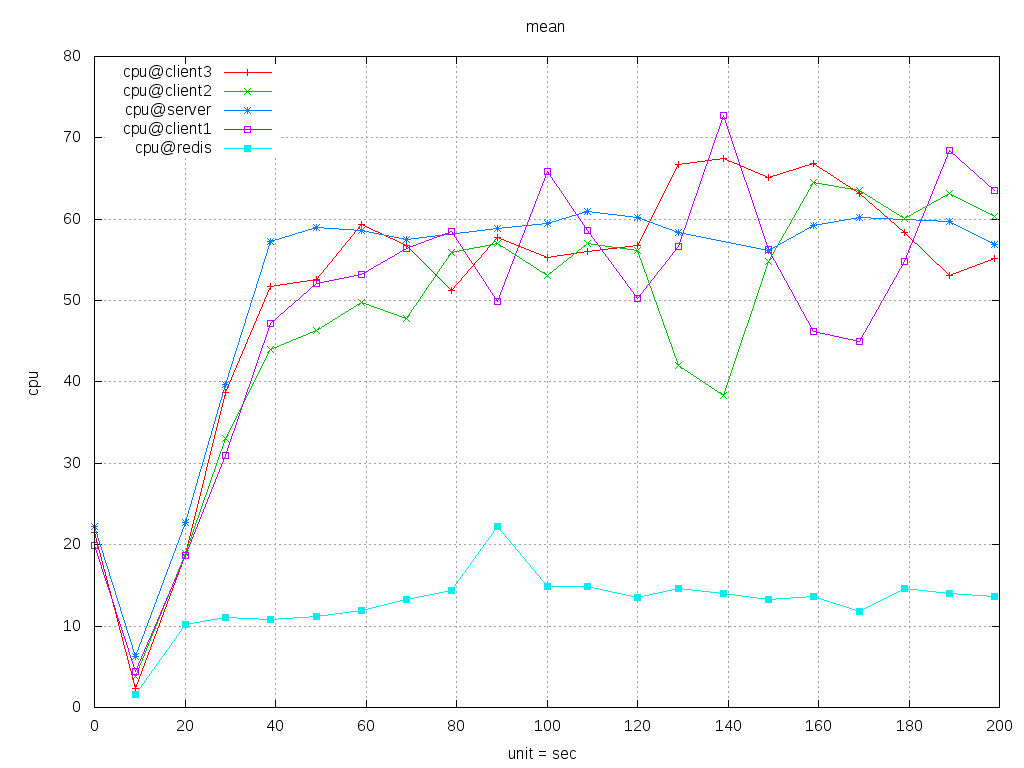 mean
80
70
60
50
40
30
20
10
0
cpu
cpu@client3
cpu@client2
cpu@server
cpu@client1
cpu@redis
0 20 40 60 80 100 120 140 160 180 200
unit = sec